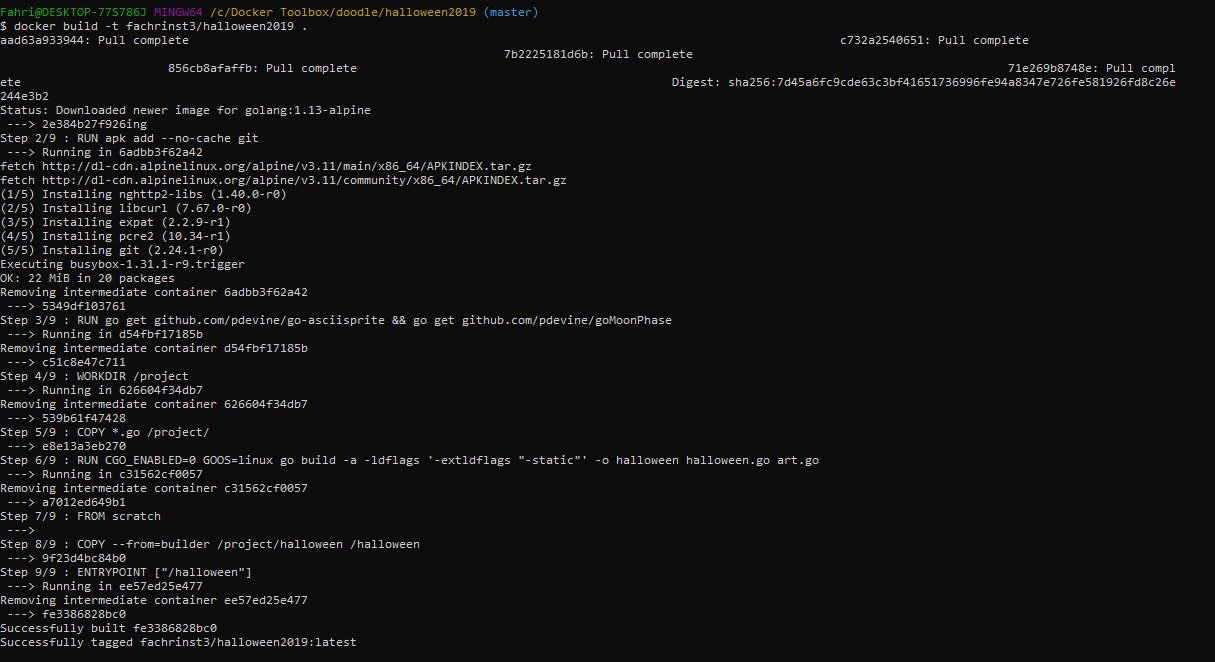 Fahri@DESKTOP-77S786J MINGW64 /c/Docker Toolbox/doodle/halloween2019 (master)
$ docker build -t fachrinst3/halloween2019 .
aad63a933944: Pull complete c732a2540651: Pull complete
7b2225181d6b: Pull complete
856cb8afaffb: Pull complete 71e269b8748e: Pull compl
ete Digest: sha256:7d45a6fc9cde63c3bf41651736996fe94a8347e726fe581926fd8c26e
244e3b2
Status: Downloaded newer image for golang:1.13-alpine
---> 2e384b27f926ing
Step 2/9 : RUN apk add --no-cache git
---> Running in 6adbb3f62a42
fetch http://dl-cdn.alpinelinux.org/alpine/v3.11/main/x86_64/APKINDEX.tar.gz
fetch http://dl-cdn.alpinelinux.org/alpine/v3.11/community/x86_64/APKINDEX.tar.gz
(1/5) Installing nghttp2-libs (1.40.0-r0)
(2/5) Installing libcurl (7.67.0-r0)
(3/5) Installing expat (2.2.9-r1)
(4/5) Installing pcre2 (10.34-r1)
(5/5) Installing git (2.24.1-r0)
Executing busybox-1.31.1-r9.trigger
OK: 22 MiB in 20 packages
Removing intermediate container 6adbb3f62a42
---> 5349df103761
Step 3/9 : RUN go get github.com/pdevine/go-asciisprite && go get github.com/pdevine/goMoonPhase
---> Running in d54fbf17185b
Removing intermediate container d54fbf17185b
---> c51c8e47c711
Step 4/9 : WORKDIR /project
---> Running in 626604f34db7
Removing intermediate container 626604f34db7
---> 539b61f47428
Step 5/9 : COPY *.go /project/
---> e8e13a3eb270
Step 6/9 : RUN CGO_ENABLED=0 GOOS=linux go build -a -ldflags '-extldflags "-static"' -o halloween halloween.go art.go
---> Running in c31562cf0057
Removing intermediate container c31562cf0057
---> a7012ed649b1
Step 7/9 : FROM scratch
--->
Step 8/9 : COPY --from=builder /project/halloween /halloween
---> 9f23d4bc84b0
Step 9/9 : ENTRYPOINT ["/halloween"]
---> Running in ee57ed25e477
Removing intermediate container ee57ed25e477
---> fe3386828bc0
Successfully built fe3386828bc0
Successfully tagged fachrinst3/halloween2019:latest